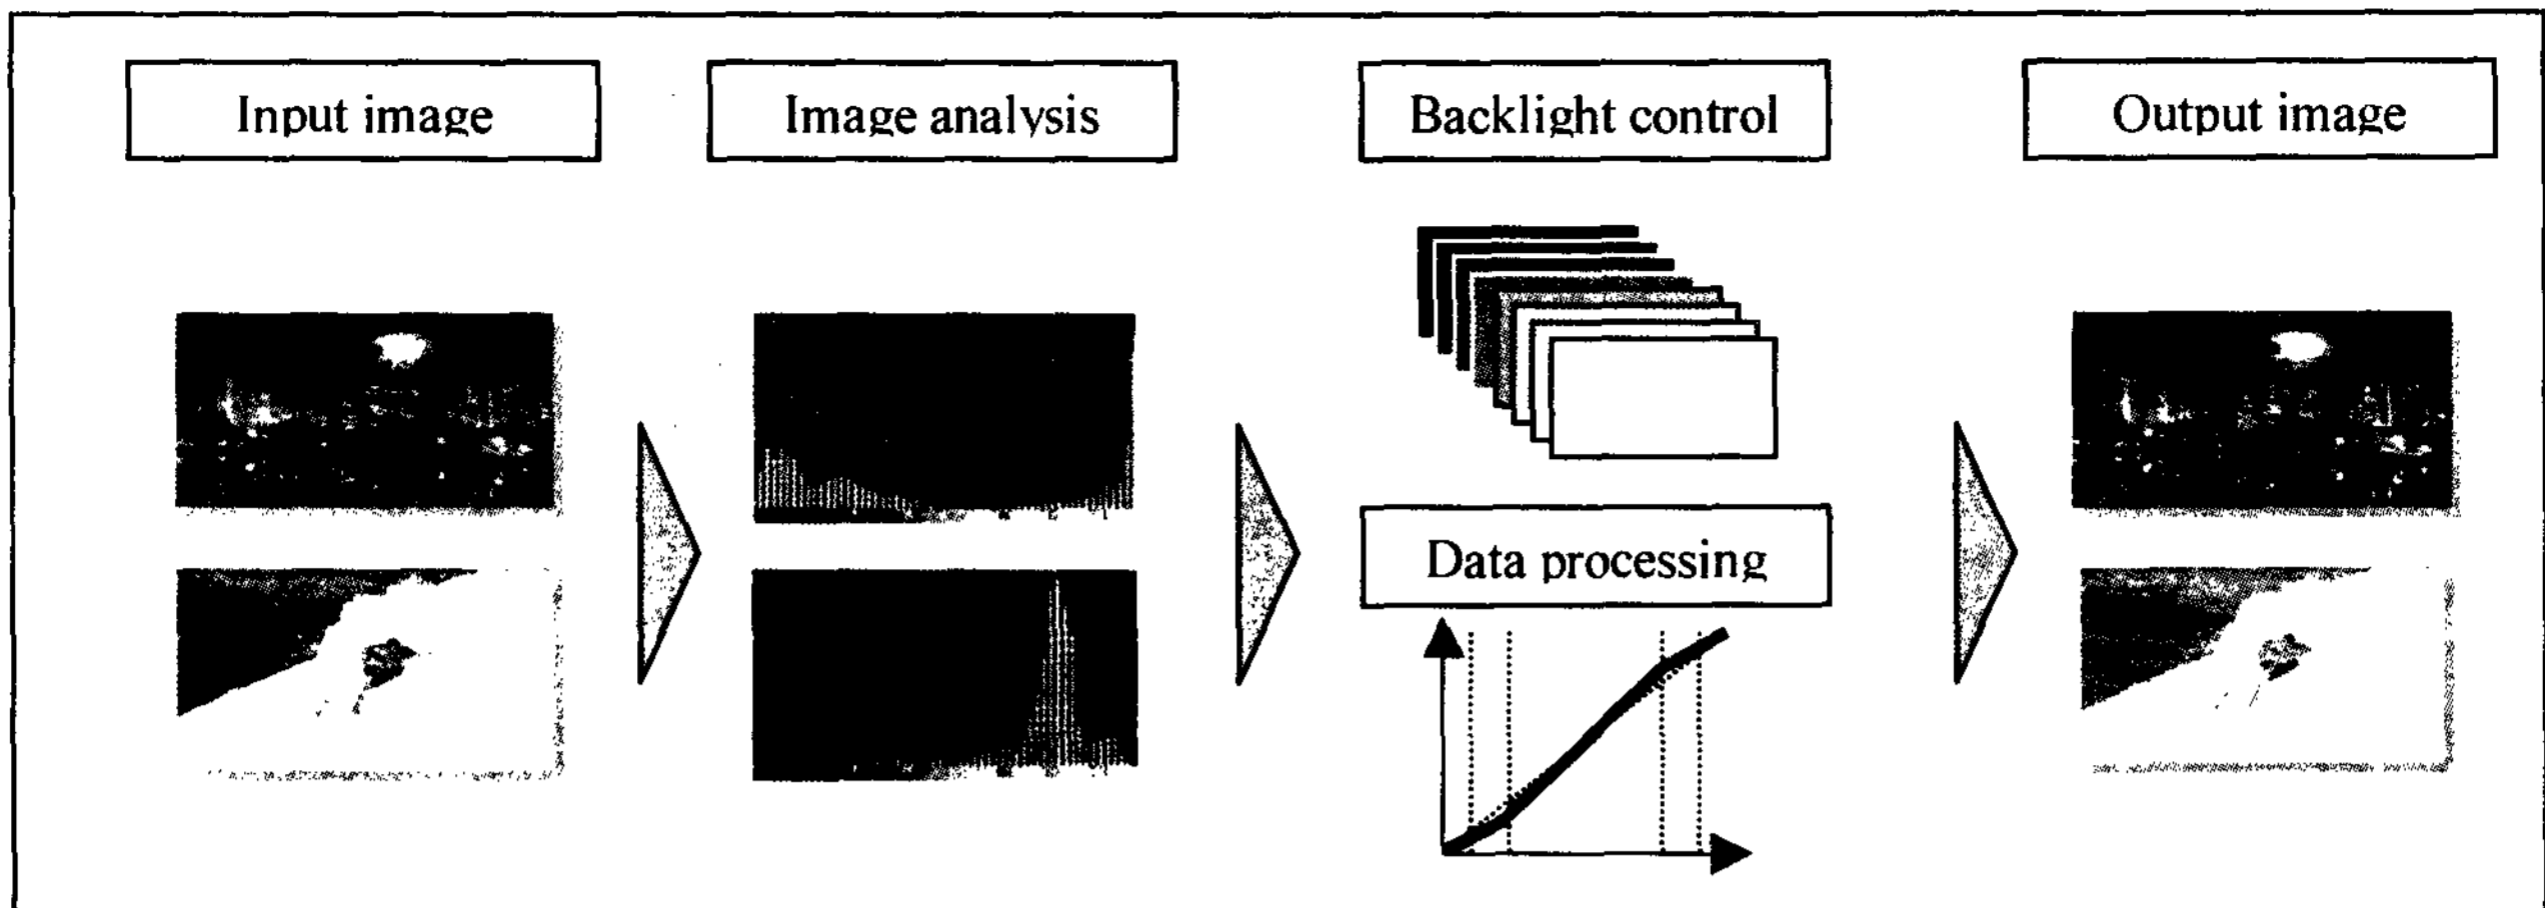 Input image
Image analysis
Backlight control
Output image
Data processing